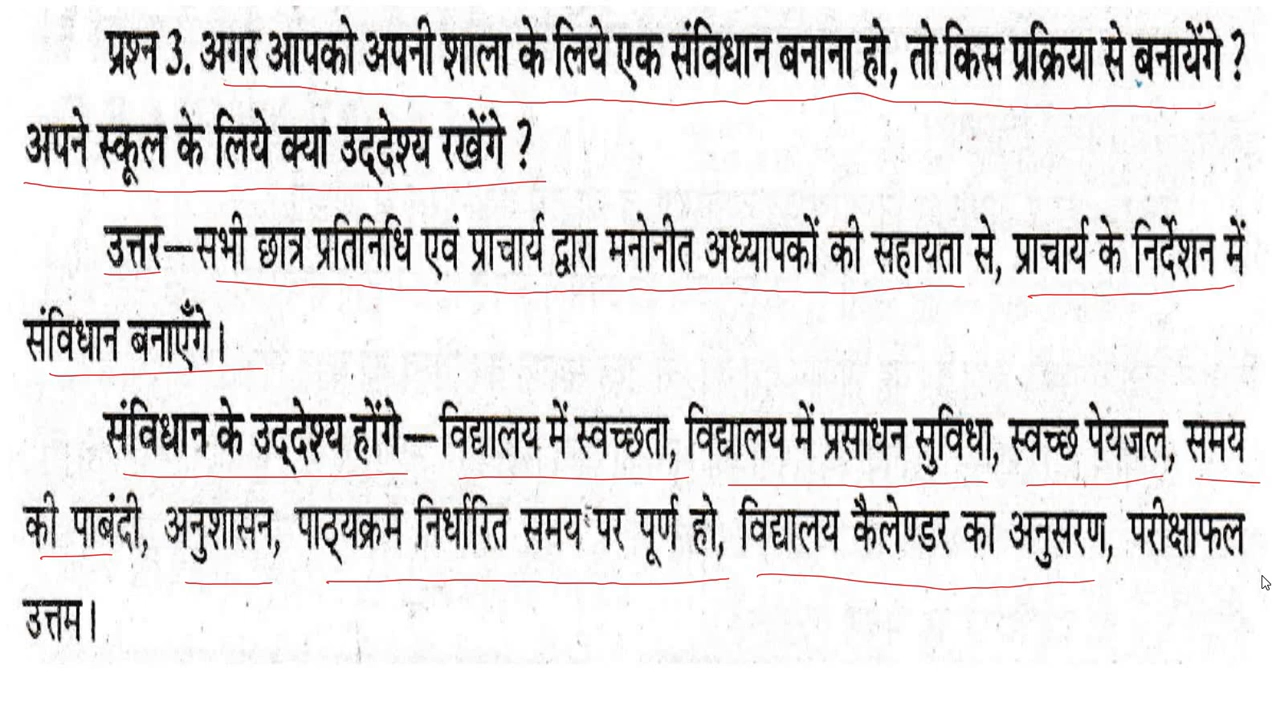 प्रश्न 3. अगर आपको अपनी शाला के लिये एक संविधान बनाना हो, तो किस प्रक्रिया से बनायेंगे ?
अपने स्कूल के लिये क्या उद्देश्य रखेंगे ?
उत्तर—सभी छात्र प्रतिनिधि एवं प्राचार्य द्वारा मनोनीत अध्यापकों की सहायता से, प्राचार्य के निर्देशन में
संविधान बनाएँगे।
संविधान के उद्देश्य होंगे—विद्यालय में स्वच्छता, विद्यालय में प्रसाधन सुविधा, स्वच्छ पेयजल, समय
की पाबंदी, अनुशासन, पाठ्यक्रम निर्धारित समय पर पूर्ण हो, विद्यालय कैलेण्डर का अनुसरण, परीक्षाफल
उत्तम।